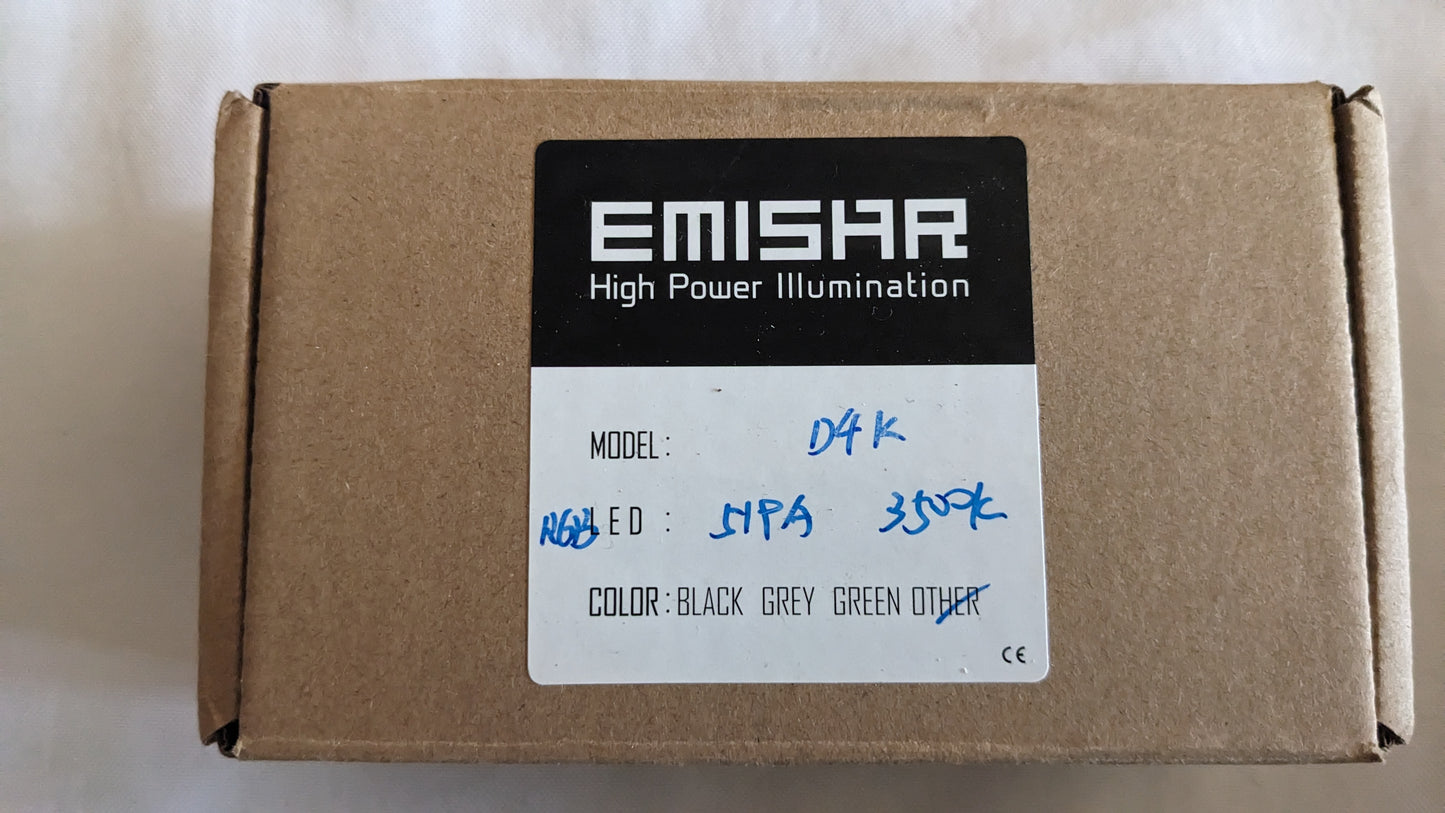 EMISAR
High Power Illumination
MODEL: D4K
RGB LED : 519A 3500K
COLOR: BLACK GREY GREEN OTHER
CE